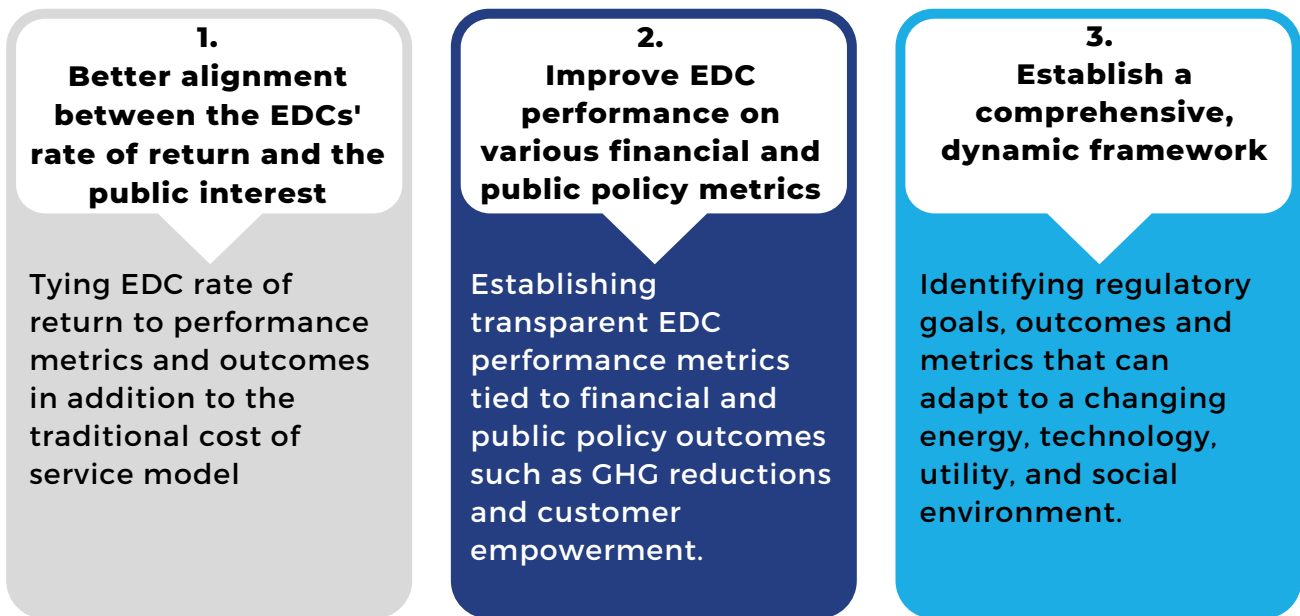 1.
Better alignment
between the EDCs'
rate of return and the
public interest
Tying EDC rate of
return to performance
metrics and outcomes
in addition to the
traditional cost of
service model
2.
Improve EDC
performance on
various financial and
public policy metrics
Establishing
transparent EDC
performance metrics
tied to financial and
public policy outcomes
such as GHG reductions
and customer
empowerment.
3.
Establish a
comprehensive,
dynamic framework
Identifying regulatory
goals, outcomes and
metrics that can
adapt to a changing
energy, technology,
utility, and social
environment.